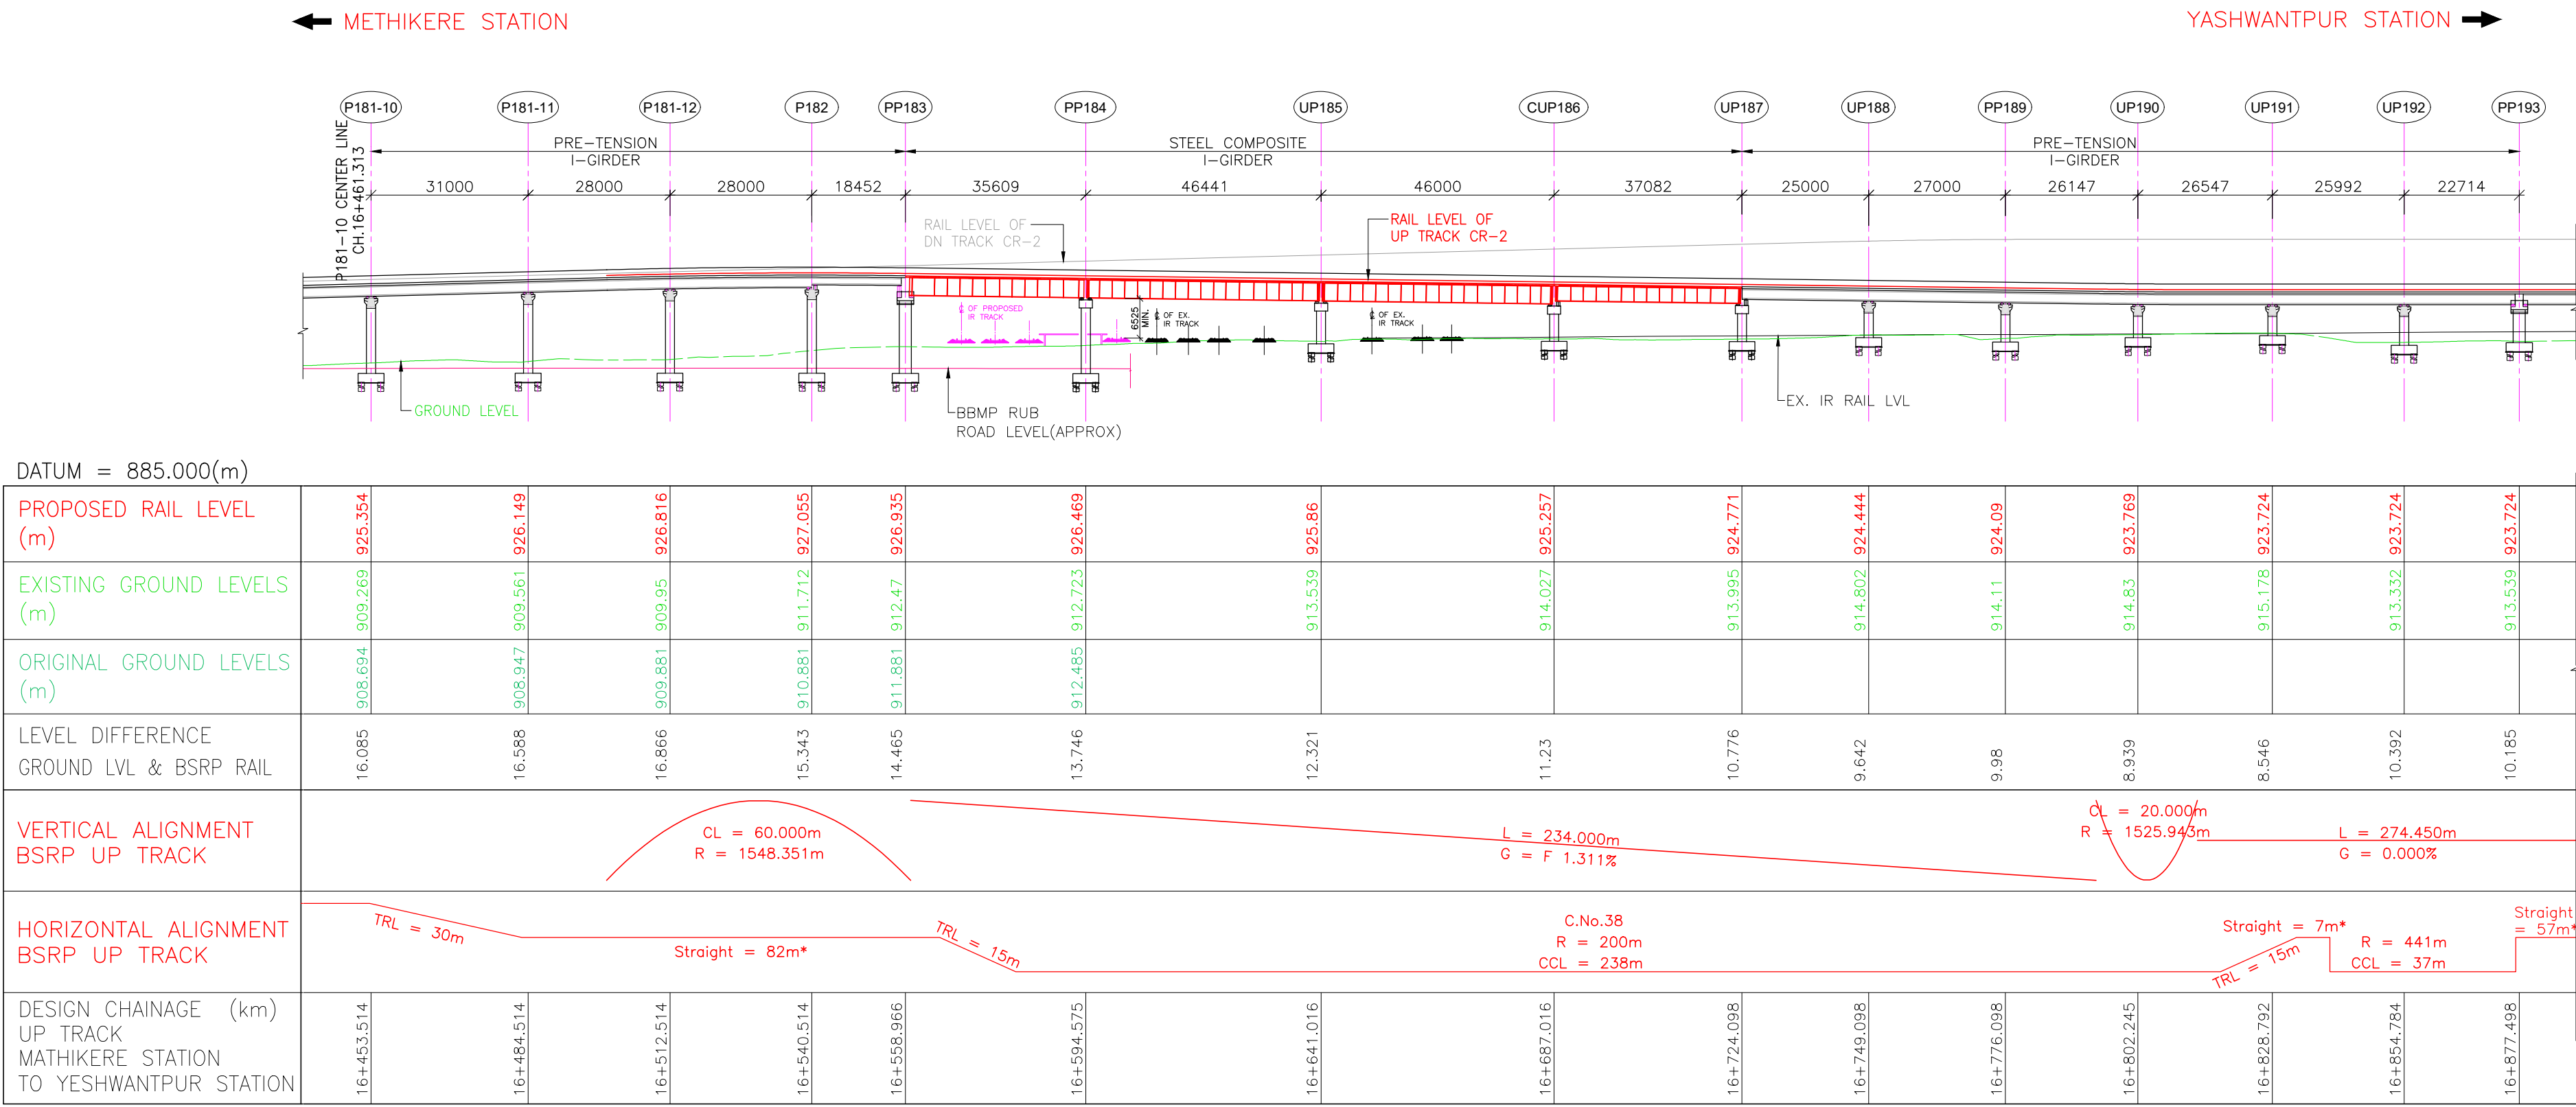 METHIKERE STATION
YASHWANTPUR STATION
P181-10
P181-11
P181-12
P182
PP183
PP184
UP185
CUP186
UP187
UP188
PP189
UP190
UP191
UP192
PP193
P181-10 CENTER LINE
CH.16+461.313
PRE-TENSION
I-GIRDER
STEEL COMPOSITE
I-GIRDER
PRE-TENSION
I-GIRDER
31000
28000
28000
18452
35609
46441
46000
37082
25000
27000
26147
26547
25992
22714
RAIL LEVEL OF
DN TRACK CR-2
RAIL LEVEL OF
UP TRACK CR-2
℄ OF PROPOSED
IR TRACK
6525
MIN.
℄ OF EX.
IR TRACK
℄ OF EX.
IR TRACK
GROUND LEVEL
BBMP RUB
ROAD LEVEL(APPROX)
EX. IR RAIL LVL
DATUM = 885.000(m)
PROPOSED RAIL LEVEL
(m)
925.354
926.149
926.816
927.055
926.935
926.469
925.86
925.257
924.771
924.444
924.09
923.769
923.724
923.724
923.724
EXISTING GROUND LEVELS
(m)
909.269
909.561
909.95
911.712
912.47
912.723
913.539
914.027
913.995
914.802
914.11
914.83
915.178
913.332
913.539
ORIGINAL GROUND LEVELS
(m)
908.694
908.947
909.881
910.881
911.881
912.485
LEVEL DIFFERENCE
GROUND LVL & BSRP RAIL
16.085
16.588
16.866
15.343
14.465
13.746
12.321
11.23
10.776
9.642
9.98
8.939
8.546
10.392
10.185
VERTICAL ALIGNMENT
BSRP UP TRACK
CL = 60.000m
R = 1548.351m
L = 234.000m
G = F 1.311%
CL = 20.000m
R = 1525.943m
L = 274.450m
G = 0.000%
HORIZONTAL ALIGNMENT
BSRP UP TRACK
TRL = 30m
Straight = 82m*
TRL = 15m
C.No.38
R = 200m
CCL = 238m
TRL = 15m
Straight = 7m*
R = 441m
CCL = 37m
Straight
= 57m*
DESIGN CHAINAGE (km)
UP TRACK
MATHIKERE STATION
TO YESHWANTPUR STATION
16+453.514
16+484.514
16+512.514
16+540.514
16+558.966
16+594.575
16+641.016
16+687.016
16+724.098
16+749.098
16+776.098
16+802.245
16+828.792
16+854.784
16+877.498